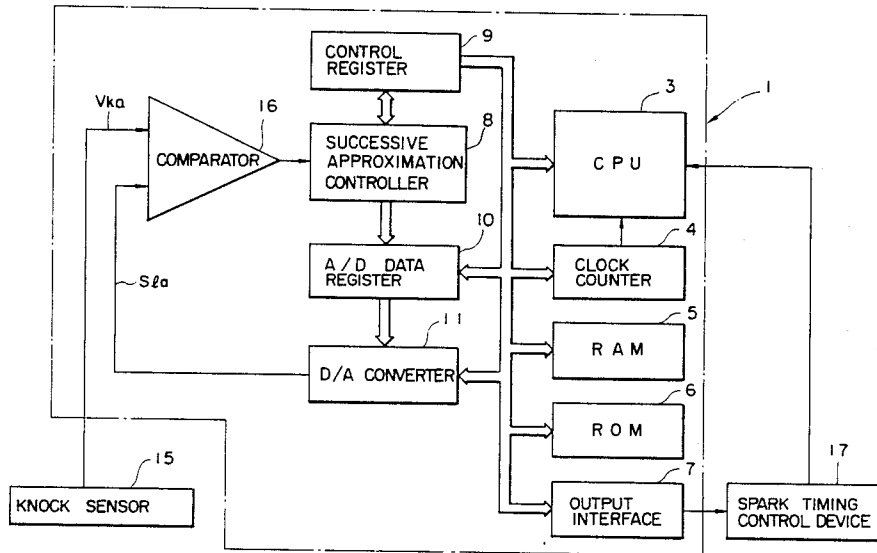 9
CONTROL
REGISTER
3
1
Vka
16
8
COMPARATOR
SUCCESSIVE
APPROXIMATION
CONTROLLER
CPU
10
4
A/D DATA
REGISTER
CLOCK
COUNTER
Sℓa
11
5
D/A CONVERTER
RAM
6
ROM
15
7
17
KNOCK SENSOR
OUTPUT
INTERFACE
SPARK TIMING
CONTROL DEVICE